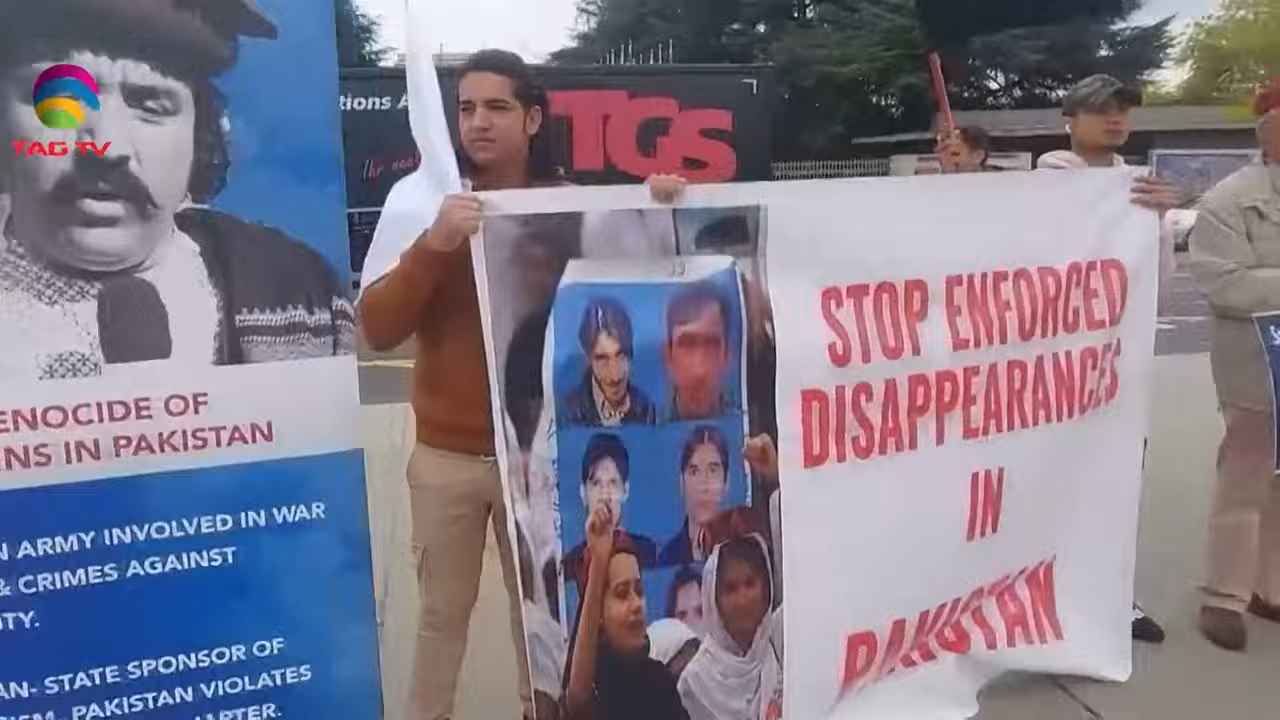 TAG TV
tions A
TGS
ENOCIDE OF
NS IN PAKISTAN
N ARMY INVOLVED IN WAR
& CRIMES AGAINST
TY.
AN- STATE SPONSOR OF
PAKISTAN VIOLATES
STOP ENFORCED
DISAPPEARANCES
IN
PAKISTAN